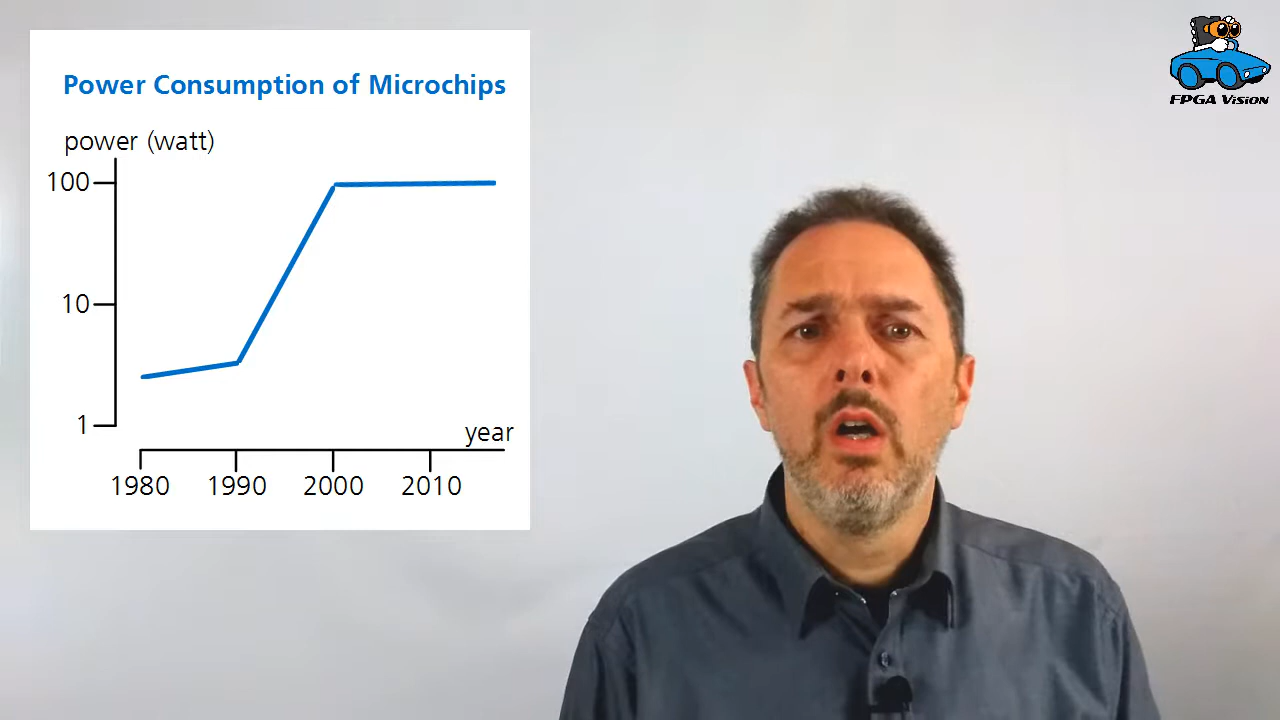 Power Consumption of Microchips
power (watt)
100
10
1
year
1980 1990 2000 2010
FPGA Vision